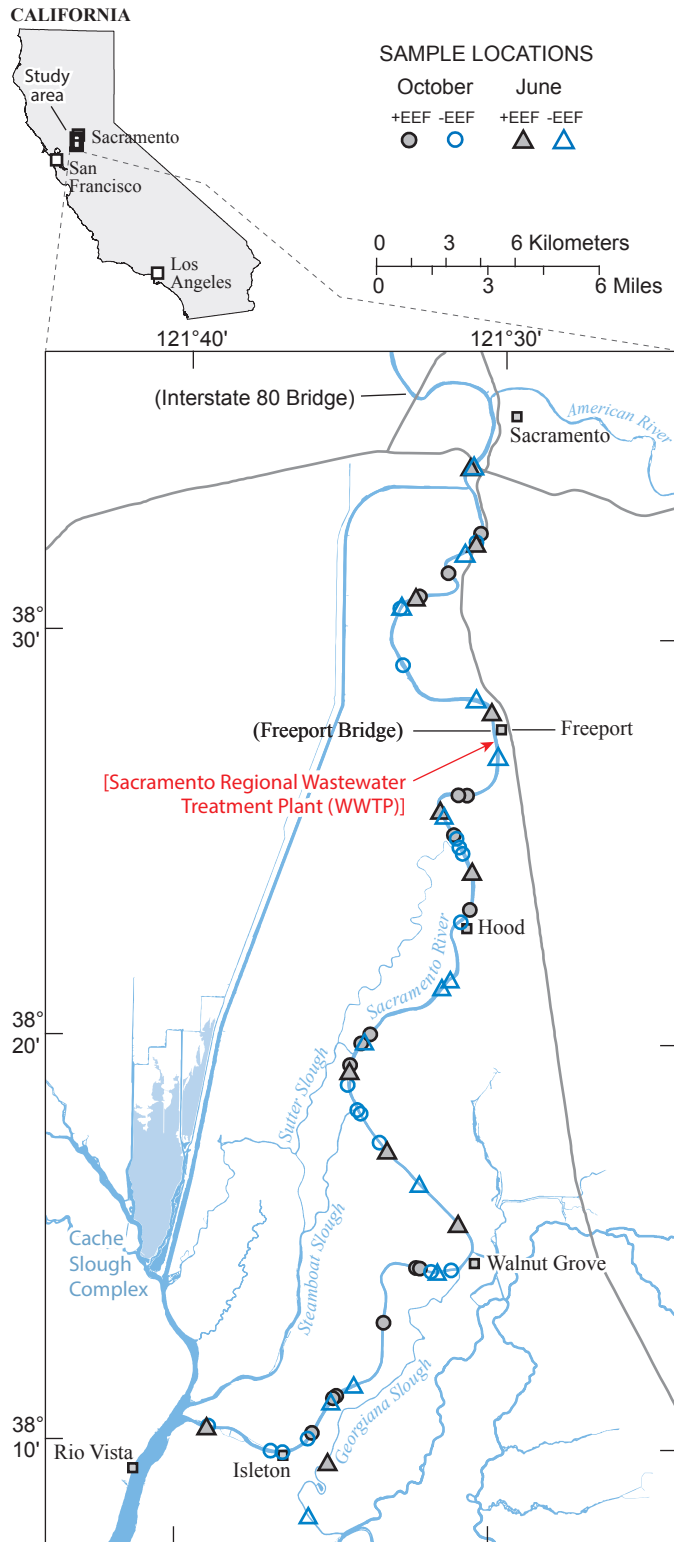 CALIFORNIA
Study
area
Sacramento
San
Francisco
Los
Angeles
SAMPLE LOCATIONS
October June
+EEF -EEF +EEF -EEF
0 3 6 Kilometers
0 3 6 Miles
121°40' 121°30'
(Interstate 80 Bridge)
American River
Sacramento
38°
30'
(Freeport Bridge)
Freeport
[Sacramento Regional Wastewater
Treatment Plant (WWTP)]
Hood
Sacramento River
38°
20'
Sutter Slough
Steamboat Slough
Cache
Slough
Complex
Walnut Grove
Georgiana Slough
38°
10'
Rio Vista
Isleton